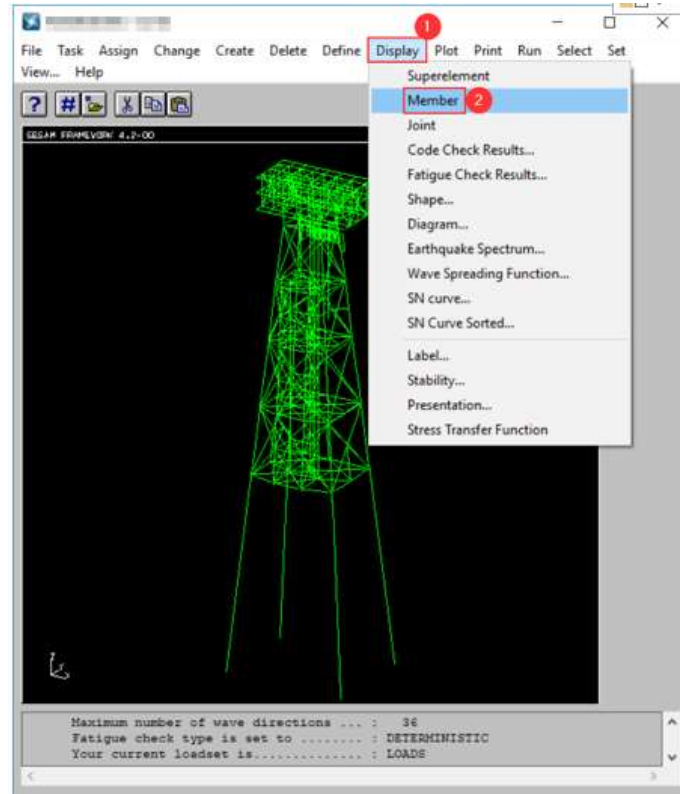 1
File Task Assign Change Create Delete Define Display Plot Print Run Select Set
View... Help
Superelement
Member 2
Joint
Code Check Results...
Fatigue Check Results...
Shape...
Diagram...
Earthquake Spectrum...
Wave Spreading Function...
SN curve...
SN Curve Sorted...
Label...
Stability...
Presentation...
Stress Transfer Function
? #
SESAM FRAMEWORK 4.2-00
Maximum number of wave directions ... : 36
Fatigue check type is set to ........ : DETERMINISTIC
Your current loadset is.............. : LOADS